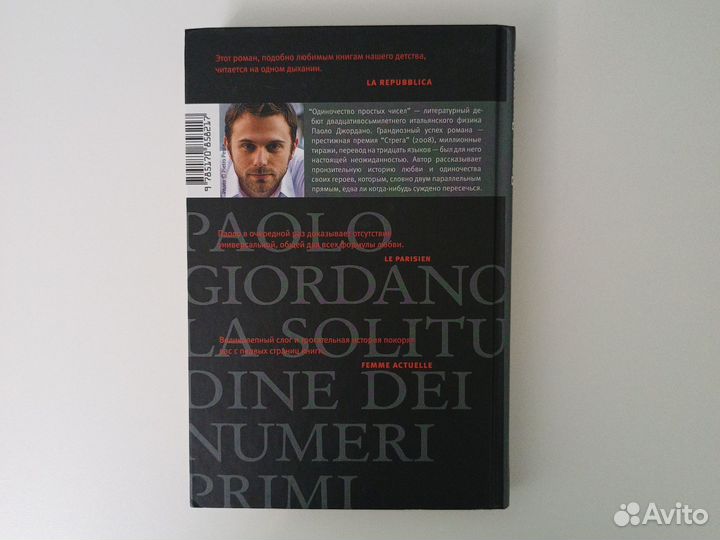 Этот роман, подобно любимым книгам нашего детства,
читается на одном дыхании.
LA REPUBBLICA
"Одиночество простых чисел" — литературный де-
бют двадцативосьмилетнего итальянского физика
Паоло Джордано. Грандиозный успех романа —
престижная премия "Стрега" (2008), миллионные
тиражи, перевод на тридцать языков — был для него
настоящей неожиданностью. Автор рассказывает
пронзительную историю любви и одиночества
своих героев, которым, словно двум параллельным
прямым, едва ли когда-нибудь суждено пересечься.
9 785170 858217
Паоло в очередной раз доказывает отсутствие
универсальной, общей для всех формулы любви.
LE PARISIEN
Великолепный слог и трогательная история покорят
вас с первых страниц книги.
FEMME ACTUELLE
PAOLO
GIORDANO
LA SOLITU
DINE DEI
NUMERI
PRIMI
Avito